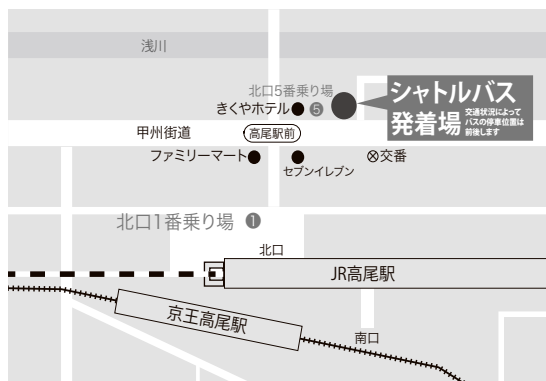 浅川
北口5番乗り場
きくやホテル
⑤
シャトルバス
発着場
交通状況によって
バスの停車位置は
前後します
甲州街道
高尾駅前
ファミリーマート
セブンイレブン
交番
北口1番乗り場
①
北口
JR高尾駅
京王高尾駅
南口